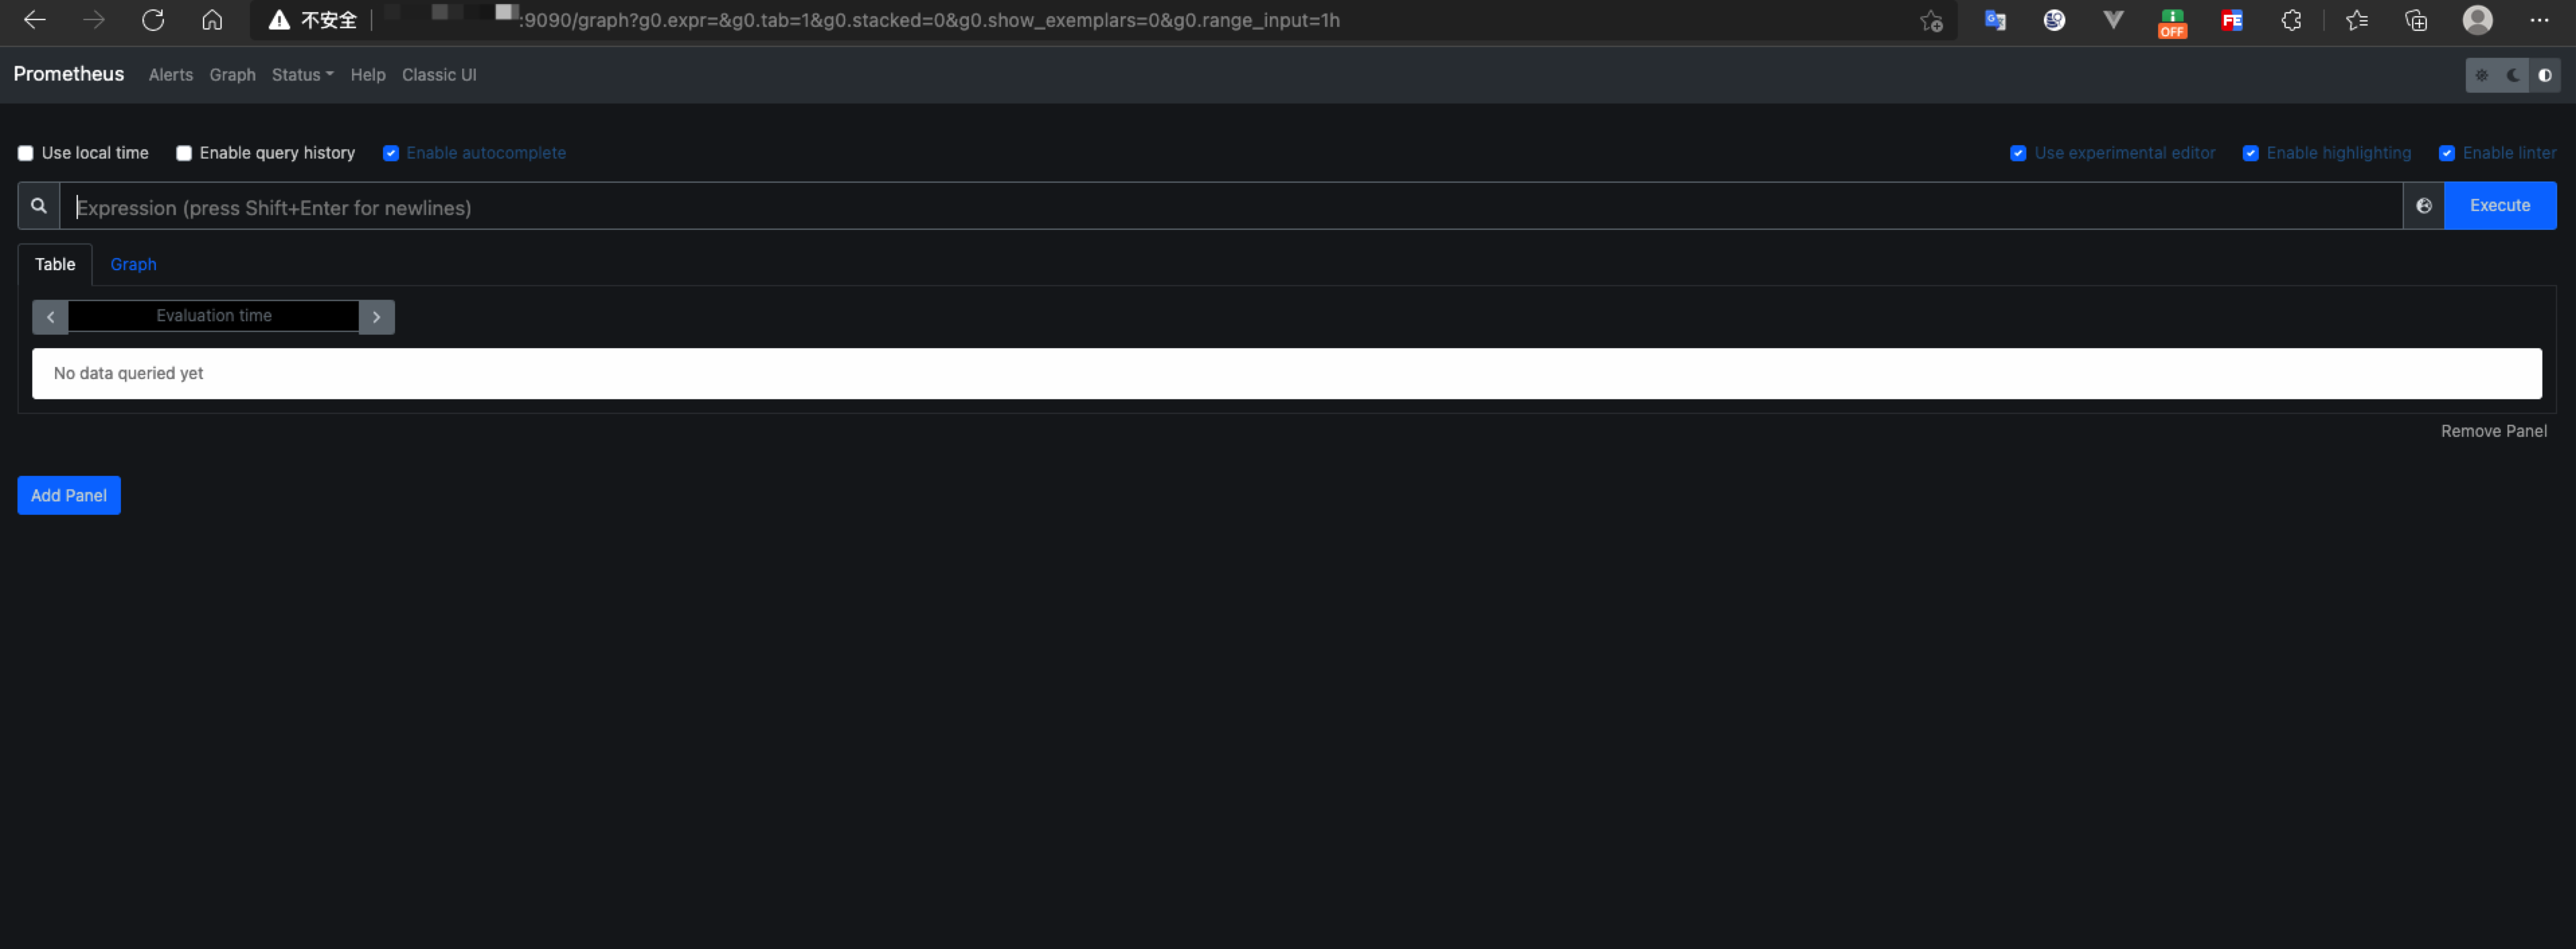 不安全 :9090/graph?g0.expr=&g0.tab=1&g0.stacked=0&g0.show_exemplars=0&g0.range_input=1h
OFF FE
Prometheus Alerts Graph Status Help Classic UI
Use local time Enable query history Enable autocomplete Use experimental editor Enable highlighting Enable linter
Expression (press Shift+Enter for newlines) Execute
Table Graph
Evaluation time
No data queried yet
Remove Panel
Add Panel